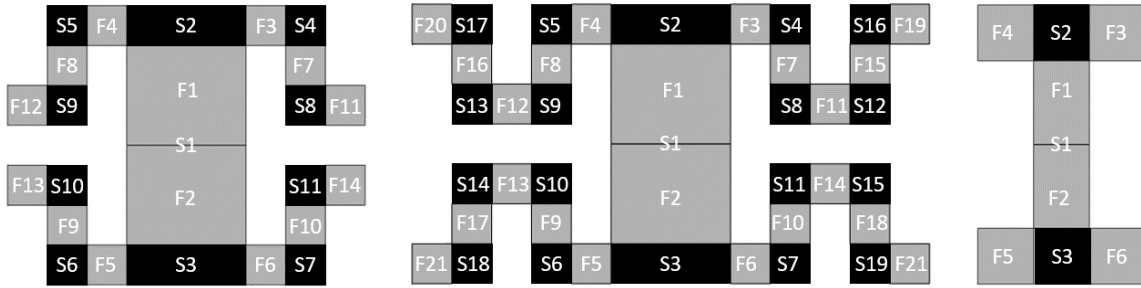 S5 F4 S2 F3 S4
F8 F7
F1
F12 S9 S8 F11
S1
F13 S10 S11 F14
F2
F9 F10
S6 F5 S3 F6 S7
F20 S17 S5 F4 S2 F3 S4 S16 F19
F16 F8 F7 F15
F1
S13 F12 S9 S8 F11 S12
S1
S14 F13 S10 S11 F14 S15
F2
F17 F9 F10 F18
F21 S18 S6 F5 S3 F6 S7 S19 F21
F4 S2 F3
F1
S1
F2
F5 S3 F6